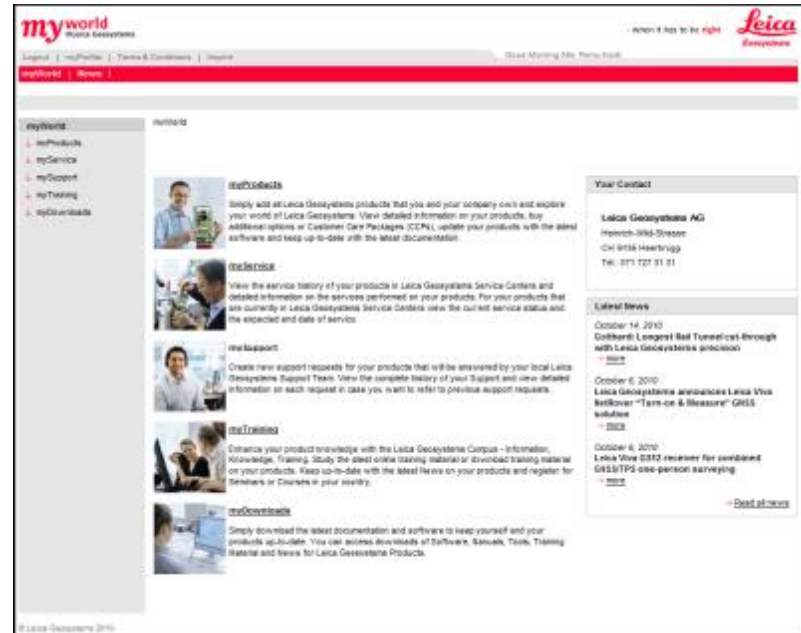 my world
@Leica Geosystems
- when it has to be right
Leica
Geosystems
Logout | myProfile | Terms & Conditions | Imprint
Good Morning Mr.
myWorld | News |
myWorld
myWorld
myProducts
myService
mySupport
myTraining
myDownloads
myProducts
Simply add all Leica Geosystems products that you and your company own and explore
your world of Leica Geosystems. View detailed information on your products, buy
additional options or Customer Care Packages (CCPs), update your products with the latest
software and keep up-to-date with the latest documentation.
myService
View the service history of your products in Leica Geosystems Service Centers and
detailed information on the services performed on your products. For your products that
are currently in Leica Geosystems Service Centers view the current service status and
the expected end date of service.
mySupport
Create new support requests for your products that will be answered by your local Leica
Geosystems Support Team. View the complete history of your Support and view detailed
information on each request in case you want to refer to previous support requests.
myTraining
Enhance your product knowledge with the Leica Geosystems Campus - Information,
Knowledge, Training. Study the latest online training material or download training material
on your products. Keep up-to-date with the latest News on your products and register for
Seminars or Courses in your country.
myDownloads
Simply download the latest documentation and software to keep yourself and your
products up-to-date. You can access downloads of Software, Manuals, Tools, Training
Material and News for Leica Geosystems Products.
Your Contact
Leica Geosystems AG
Heinrich-Wild-Strasse
CH 9435 Heerbrugg
Tel.: 071 727 31 31
Latest News
October 14, 2010
Gotthard: Longest Rail Tunnel cut-through
with Leica Geosystems precision
→ more
October 6, 2010
Leica Geosystems announces Leica Viva
NetRover "Turn-on & Measure" GNSS
solution
→ more
October 6, 2010
Leica Viva GS12 receiver for combined
GNSS/TPS one-person surveying
→ more
→ Read all news
© Leica Geosystems 2010